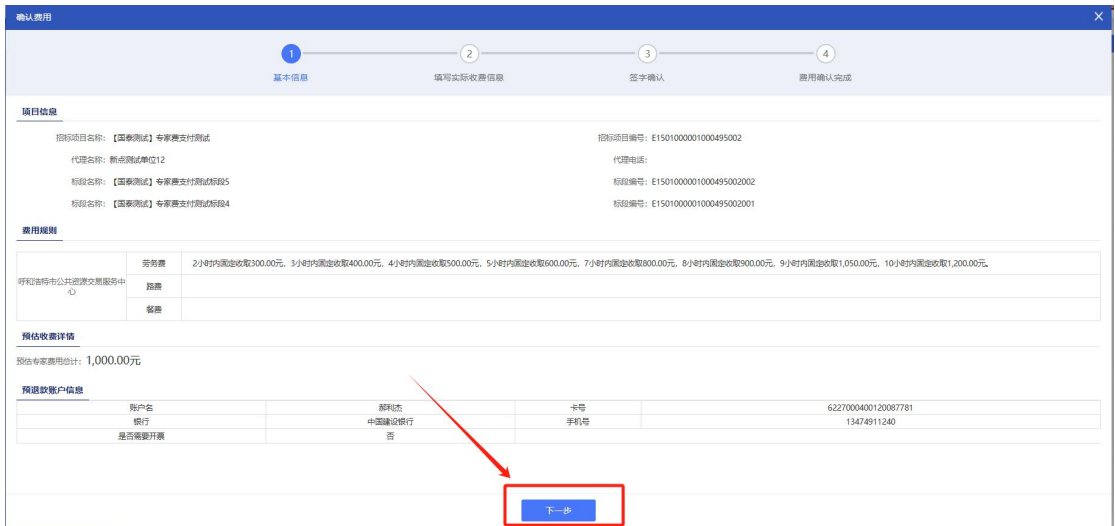 确认费用
1 2 3 4
基本信息 填写实际收费信息 签字确认 费用确认完成
项目信息
招标项目名称：【国泰测试】专家费支付测试 招标项目编号：E1501000001000495002
代理名称：新点测试单位12 代理电话：
标段名称：【国泰测试】专家费支付测试标段5 标段编号：E1501000001000495002002
标段名称：【国泰测试】专家费支付测试标段4 标段编号：E1501000001000495002001
费用规则
呼和浩特市公共资源交易服务中心
劳务费 2小时内固定收取300.00元，3小时内固定收取400.00元，4小时内固定收取500.00元，5小时内固定收取600.00元，7小时内固定收取800.00元，8小时内固定收取900.00元，9小时内固定收取1,050.00元，10小时内固定收取1,200.00元。
路费
餐费
预估收费详情
预估专家费用总计：1,000.00元
预退款账户信息
账户名 郝利杰 卡号 6227000400120087781
银行 中国建设银行 手机号 13474911240
是否需要开票 否
下一步